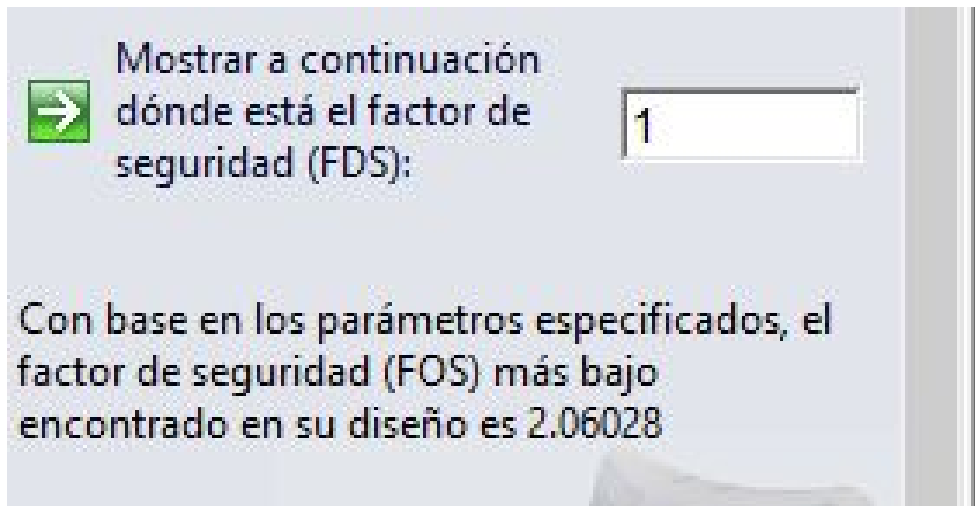 Mostrar a continuación
dónde está el factor de
seguridad (FDS):
1
Con base en los parámetros especificados, el
factor de seguridad (FOS) más bajo
encontrado en su diseño es 2.06028